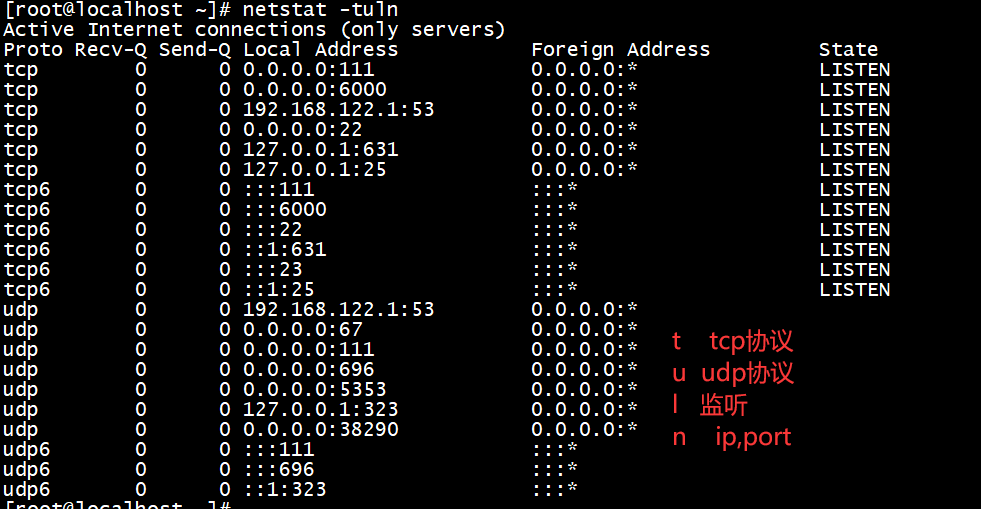 [root@localhost ~]# netstat -tuln
Active Internet connections (only servers)
Proto Recv-Q Send-Q Local Address Foreign Address State
tcp 0 0 0.0.0.0:111 0.0.0.0:* LISTEN
tcp 0 0 0.0.0.0:6000 0.0.0.0:* LISTEN
tcp 0 0 192.168.122.1:53 0.0.0.0:* LISTEN
tcp 0 0 0.0.0.0:22 0.0.0.0:* LISTEN
tcp 0 0 127.0.0.1:631 0.0.0.0:* LISTEN
tcp 0 0 127.0.0.1:25 0.0.0.0:* LISTEN
tcp6 0 0 :::111 :::* LISTEN
tcp6 0 0 :::6000 :::* LISTEN
tcp6 0 0 :::22 :::* LISTEN
tcp6 0 0 ::1:631 :::* LISTEN
tcp6 0 0 :::23 :::* LISTEN
tcp6 0 0 ::1:25 :::* LISTEN
udp 0 0 192.168.122.1:53 0.0.0.0:*
udp 0 0 0.0.0.0:67 0.0.0.0:*
udp 0 0 0.0.0.0:111 0.0.0.0:*
udp 0 0 0.0.0.0:696 0.0.0.0:*
udp 0 0 0.0.0.0:5353 0.0.0.0:*
udp 0 0 127.0.0.1:323 0.0.0.0:*
udp 0 0 0.0.0.0:38290 0.0.0.0:*
udp6 0 0 :::111 :::*
udp6 0 0 :::696 :::*
udp6 0 0 ::1:323 :::*
[root@localhost ~]#
t tcp协议
u udp协议
l 监听
n ip,port